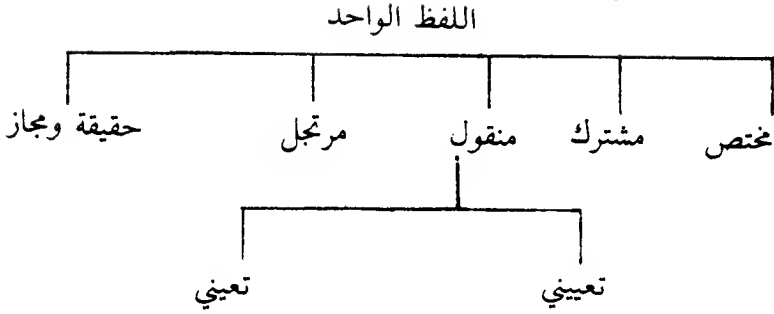 اللفظ الواحد
مختص مشترك منقول مرتجل حقيقة ومجاز
تعييني تعيني